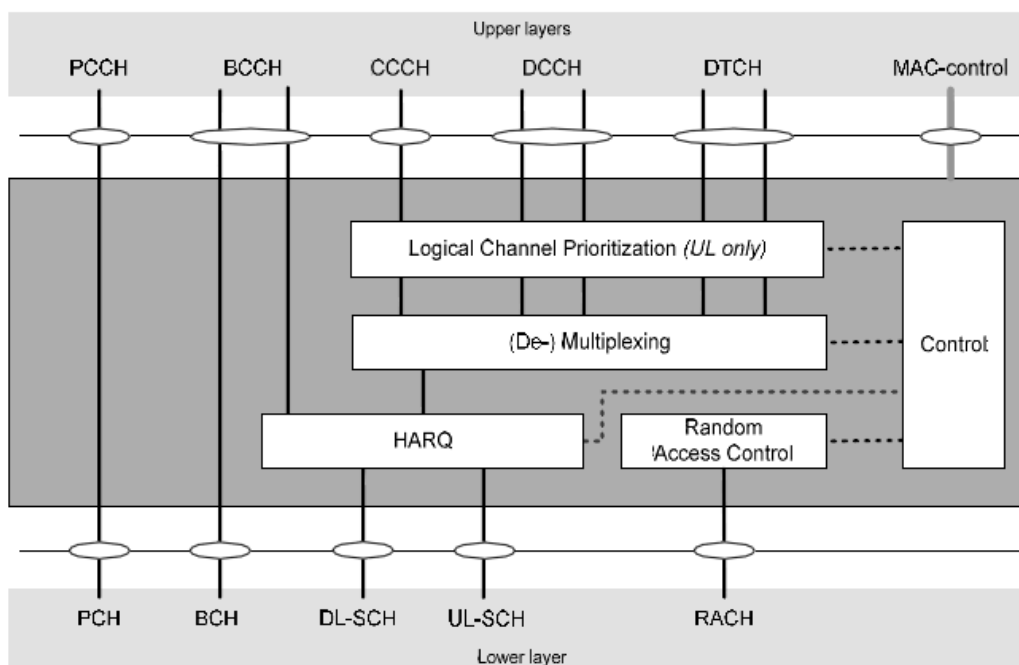 Upper layers
PCCH BCCH CCCH DCCH DTCH MAC-control
Logical Channel Prioritization (UL only)
(De-) Multiplexing
Control
HARQ
Random
Access Control
PCH BCH DL-SCH UL-SCH RACH
Lower layer